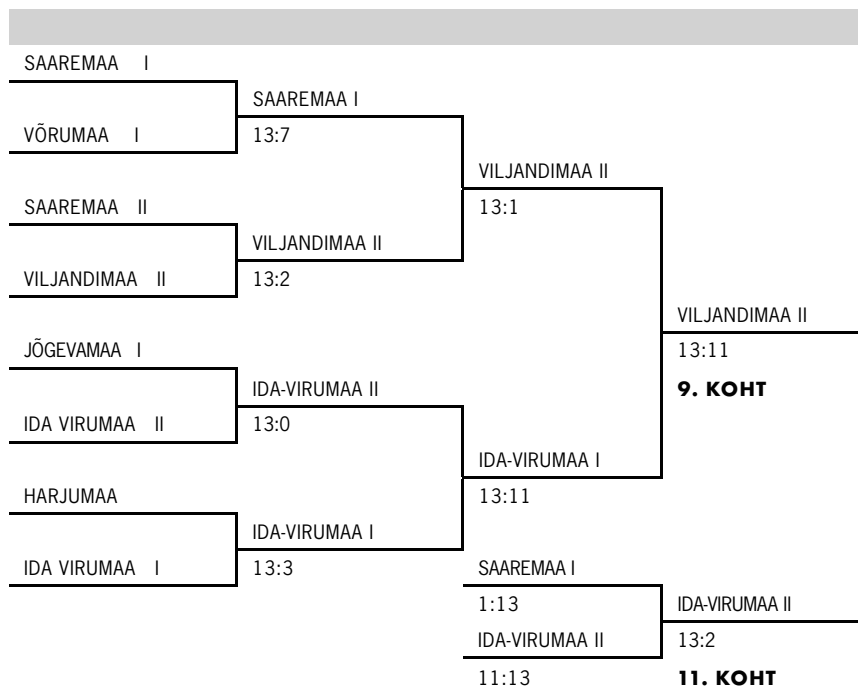 SAAREMAA I
SAAREMAA I
VÕRUMAA I
13:7
VILJANDIMAA II
SAAREMAA II
13:1
VILJANDIMAA II
VILJANDIMAA II
13:2
VILJANDIMAA II
JÕGEVAMAA I
13:11
IDA-VIRUMAA II
9. KOHT
IDA VIRUMAA II
13:0
IDA-VIRUMAA I
HARJUMAA
13:11
IDA-VIRUMAA I
IDA VIRUMAA I
13:3
SAAREMAA I
1:13
IDA-VIRUMAA II
IDA-VIRUMAA II
13:2
11:13
11. KOHT